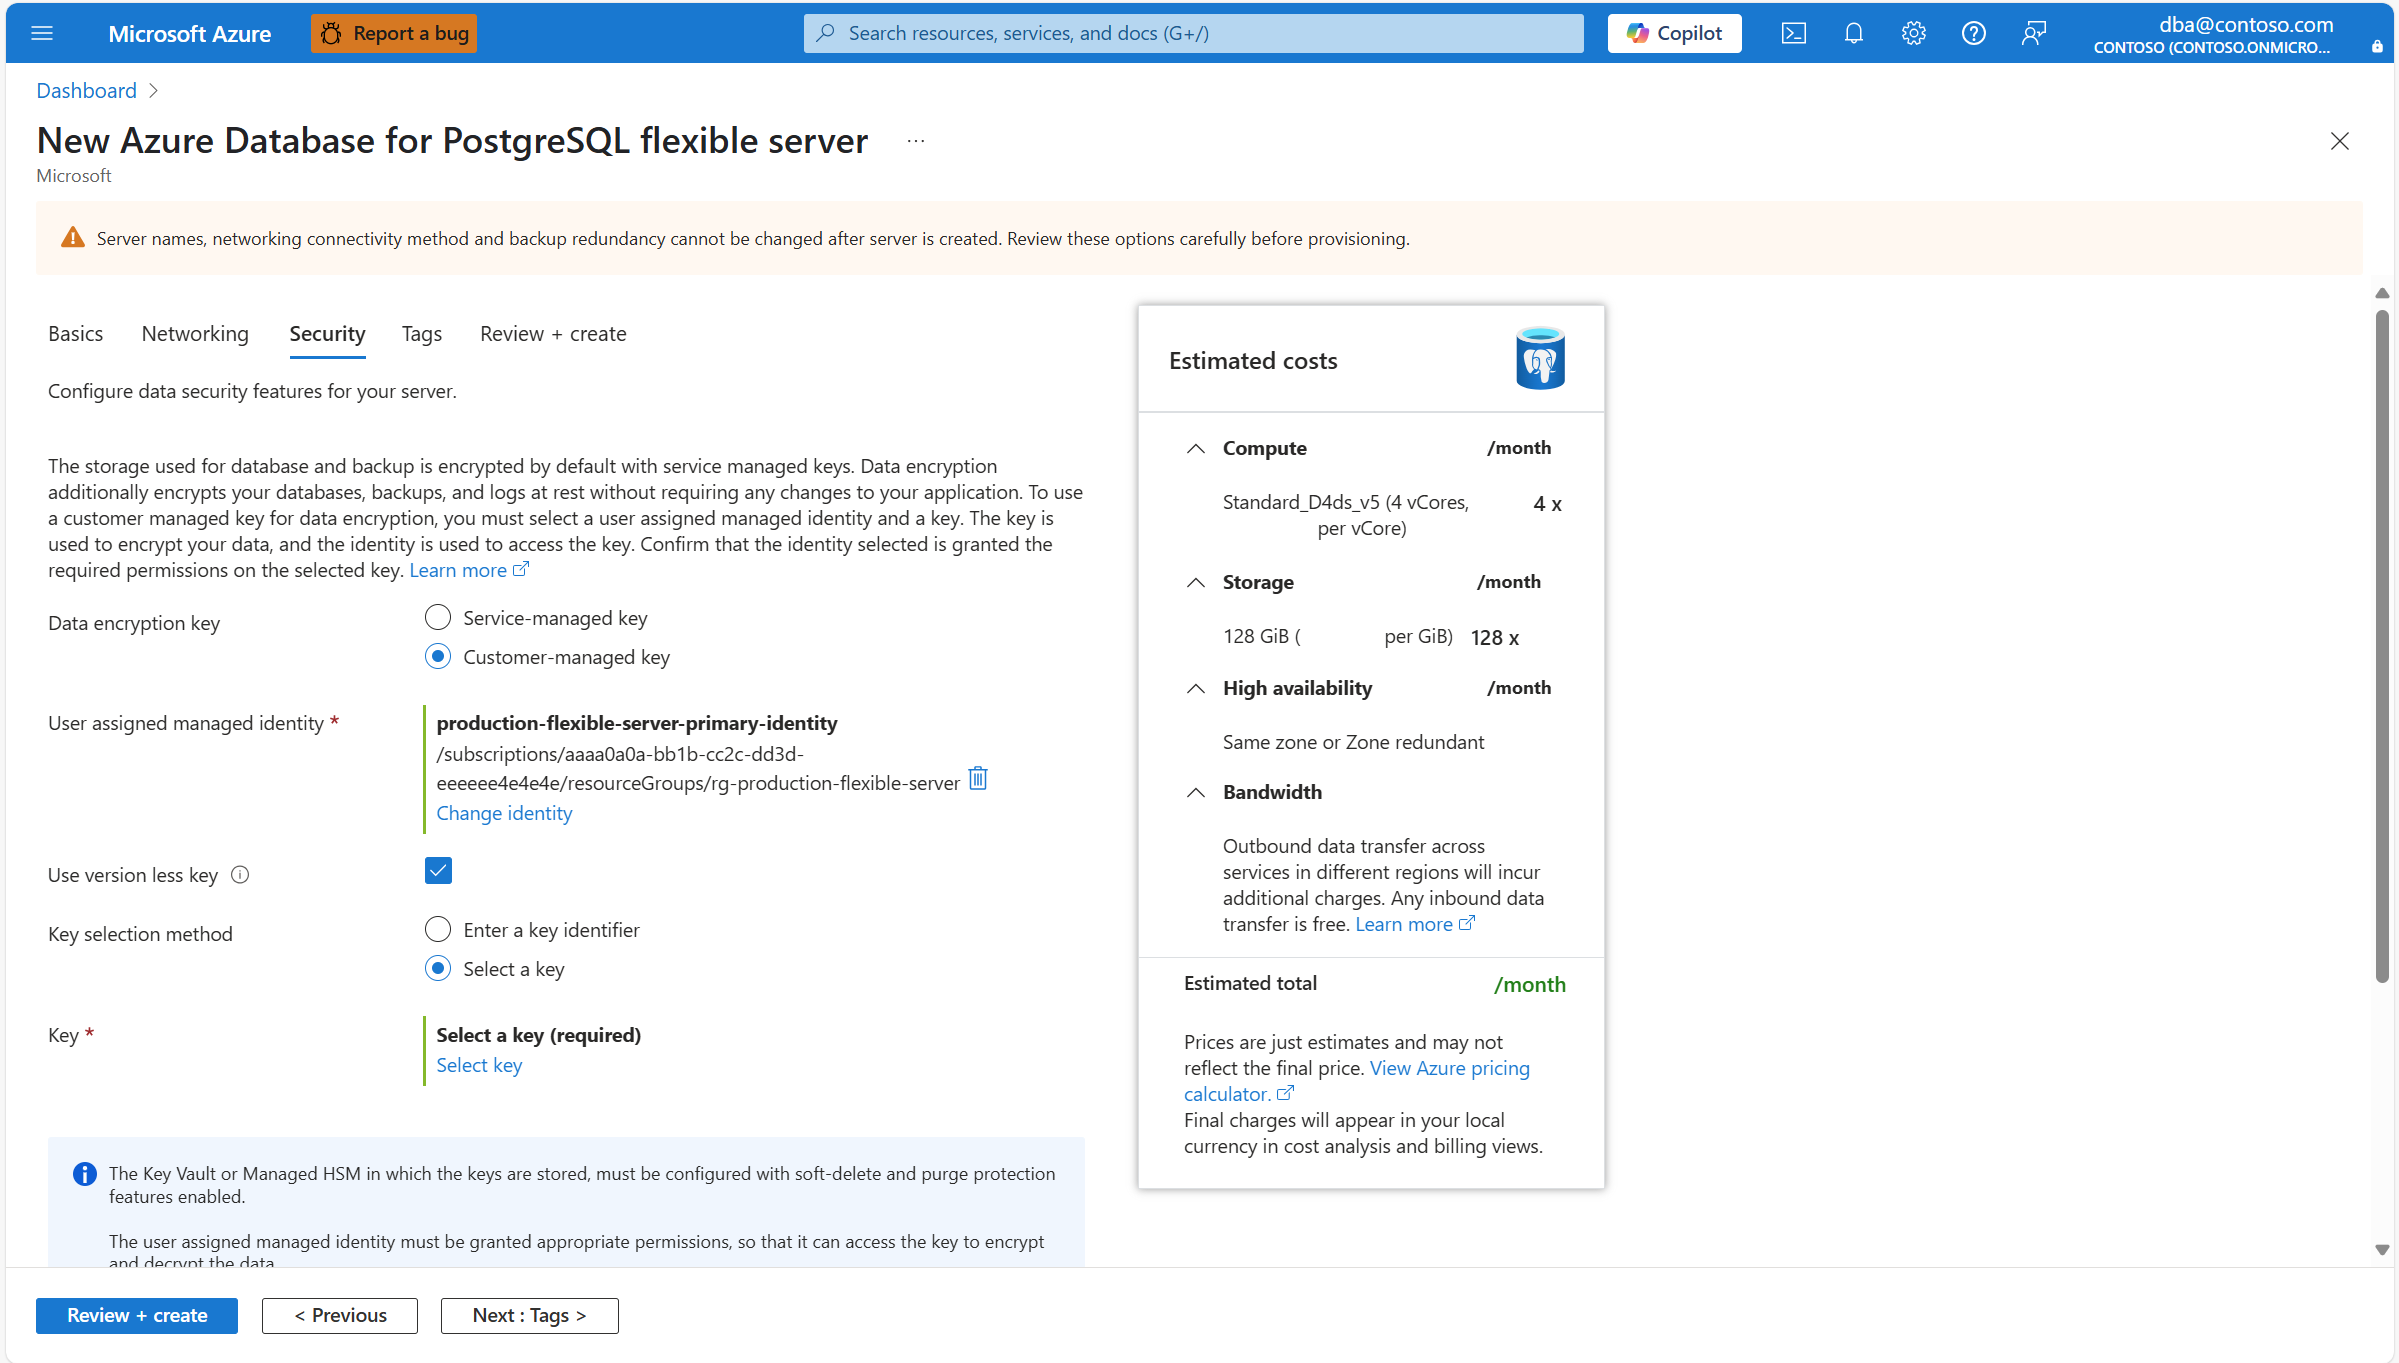 Microsoft Azure
Report a bug
Search resources, services, and docs (G+/)
Copilot
dba@contoso.com
CONTOSO (CONTOSO.ONMICRO...
Dashboard
New Azure Database for PostgreSQL flexible server
...
Microsoft
Server names, networking connectivity method and backup redundancy cannot be changed after server is created. Review these options carefully before provisioning.
Basics
Networking
Security
Tags
Review + create
Configure data security features for your server.
The storage used for database and backup is encrypted by default with service managed keys. Data encryption
additionally encrypts your databases, backups, and logs at rest without requiring any changes to your application. To use
a customer managed key for data encryption, you must select a user assigned managed identity and a key. The key is
used to encrypt your data, and the identity is used to access the key. Confirm that the identity selected is granted the
required permissions on the selected key. Learn more
Data encryption key
Service-managed key
Customer-managed key
User assigned managed identity *
production-flexible-server-primary-identity
/subscriptions/aaaa0a0a-bb1b-cc2c-dd3d-
eeeeee4e4e4e/resourceGroups/rg-production-flexible-server
Change identity
Use version less key
Key selection method
Enter a key identifier
Select a key
Key *
Select a key (required)
Select key
The Key Vault or Managed HSM in which the keys are stored, must be configured with soft-delete and purge protection
features enabled.
The user assigned managed identity must be granted appropriate permissions, so that it can access the key to encrypt
and decrypt the data
Estimated costs
Compute /month
Standard_D4ds_v5 (4 vCores, 4 x
per vCore)
Storage /month
128 GiB ( per GiB) 128 x
High availability /month
Same zone or Zone redundant
Bandwidth
Outbound data transfer across
services in different regions will incur
additional charges. Any inbound data
transfer is free. Learn more
Estimated total /month
Prices are just estimates and may not
reflect the final price. View Azure pricing
calculator.
Final charges will appear in your local
currency in cost analysis and billing views.
Review + create
< Previous
Next : Tags >